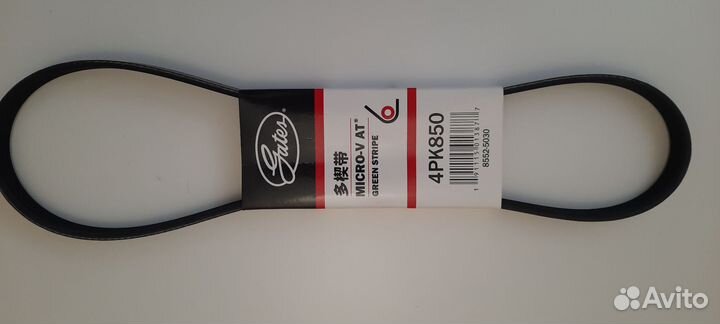 Gates
多楔带
MICRO-V AT®
GREEN STRIPE
4PK850
8552-5030
Avito